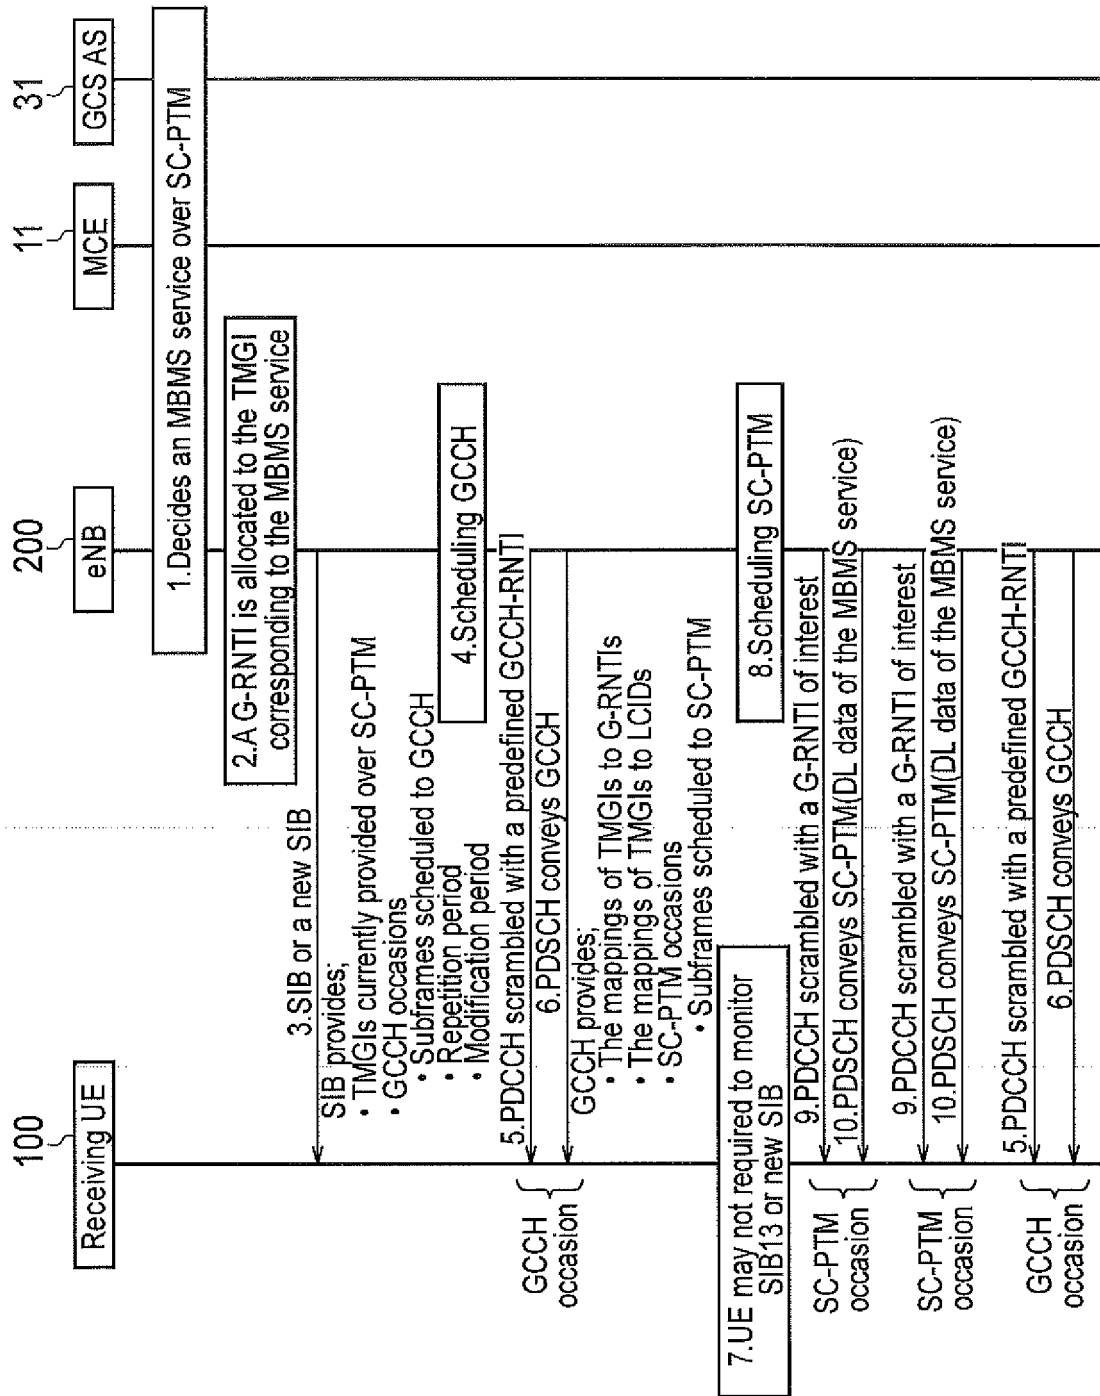 100
200
11
31
Receiving UE
eNB
MCE
GCS AS
1.Decides an MBMS service over SC-PTM
2.A G-RNTI is allocated to the TMGI
corresponding to the MBMS service
3.SIB or a new SIB
SIB provides;
• TMGIs currently provided over SC-PTM
• GCCH occasions
• Subframes scheduled to GCCH
• Repetition period
• Modification period
4.Scheduling GCCH
5.PDCCH scrambled with a predefined GCCH-RNTI
6.PDSCH conveys GCCH
GCCH
occasion
GCCH provides;
• The mappings of TMGIs to G-RNTIs
• The mappings of TMGIs to LCIDs
• SC-PTM occasions
• Subframes scheduled to SC-PTM
7.UE may not required to monitor
SIB13 or new SIB
8.Scheduling SC-PTM
9.PDCCH scrambled with a G-RNTI of interest
10.PDSCH conveys SC-PTM(DL data of the MBMS service)
SC-PTM
occasion
9.PDCCH scrambled with a G-RNTI of interest
10.PDSCH conveys SC-PTM(DL data of the MBMS service)
SC-PTM
occasion
5.PDCCH scrambled with a predefined GCCH-RNTI
6.PDSCH conveys GCCH
GCCH
occasion